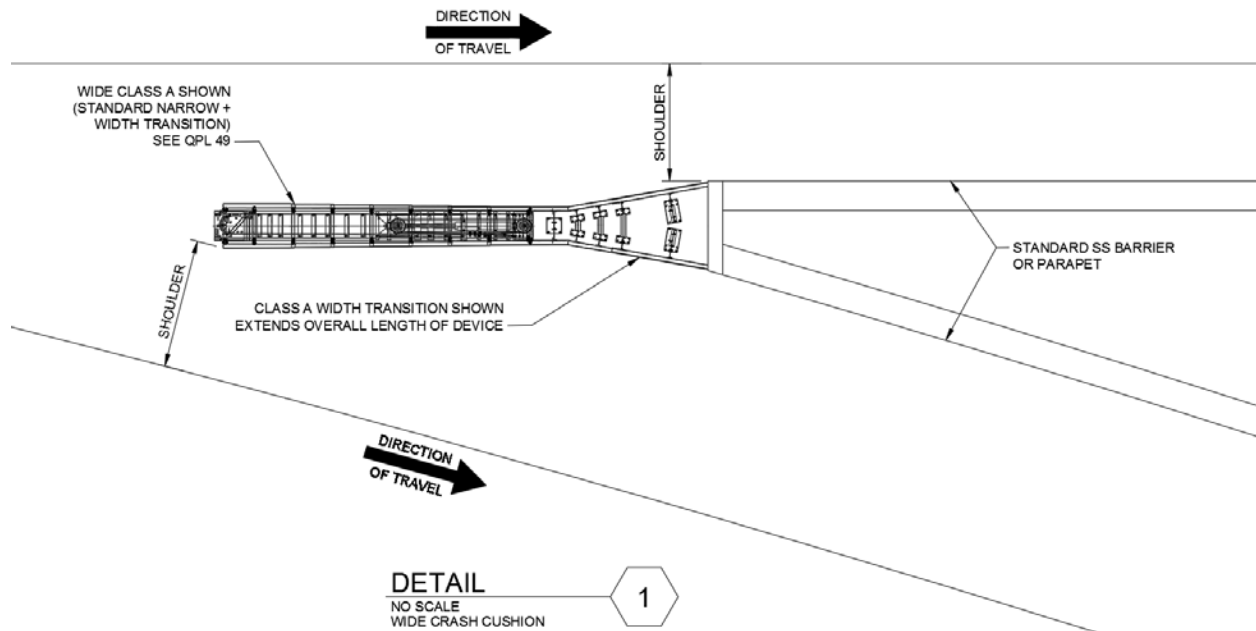 DIRECTION
OF TRAVEL
WIDE CLASS A SHOWN
(STANDARD NARROW +
WIDTH TRANSITION)
SEE QPL 49
SHOULDER
STANDARD SS BARRIER
OR PARAPET
SHOULDER
CLASS A WIDTH TRANSITION SHOWN
EXTENDS OVERALL LENGTH OF DEVICE
DIRECTION
OF TRAVEL
DETAIL
NO SCALE
WIDE CRASH CUSHION
1